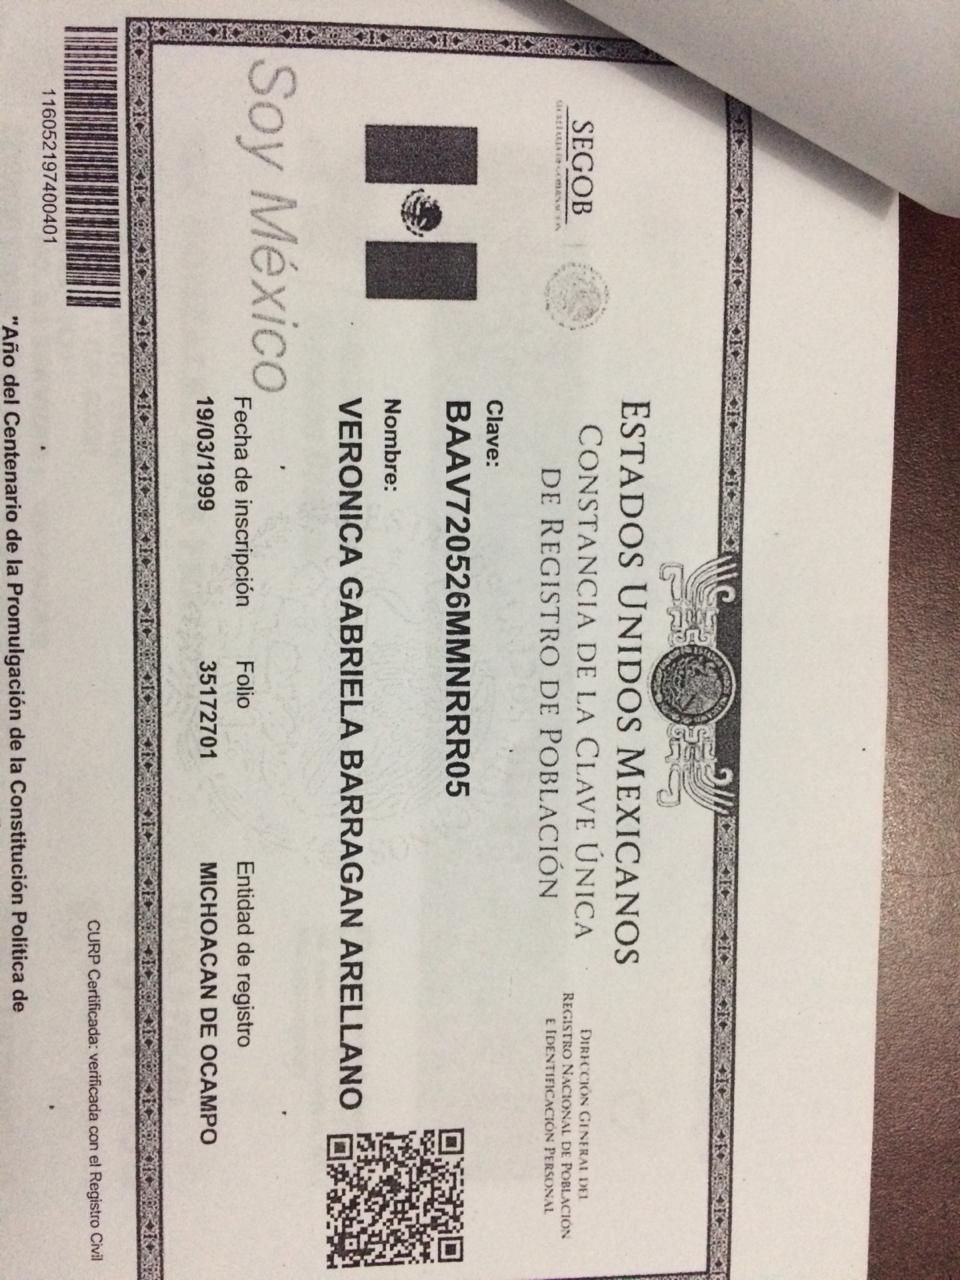 ESTADOS UNIDOS MEXICANOS
SEGOB
SECRETARÍA DE GOBERNACIÓN
CONSTANCIA DE LA CLAVE ÚNICA
DE REGISTRO DE POBLACIÓN
DIRECCIÓN GENERAL DEL
REGISTRO NACIONAL DE POBLACIÓN
E IDENTIFICACIÓN PERSONAL
Clave:
BAAV720526MMNRRR05
Nombre:
VERONICA GABRIELA BARRAGAN ARELLANO
Soy México
Fecha de inscripción Folio Entidad de registro
19/03/1999 35172701 MICHOACAN DE OCAMPO
116052197400401
CURP Certificada: verificada con el Registro Civil
"Año del Centenario de la Promulgación de la Constitución Política de